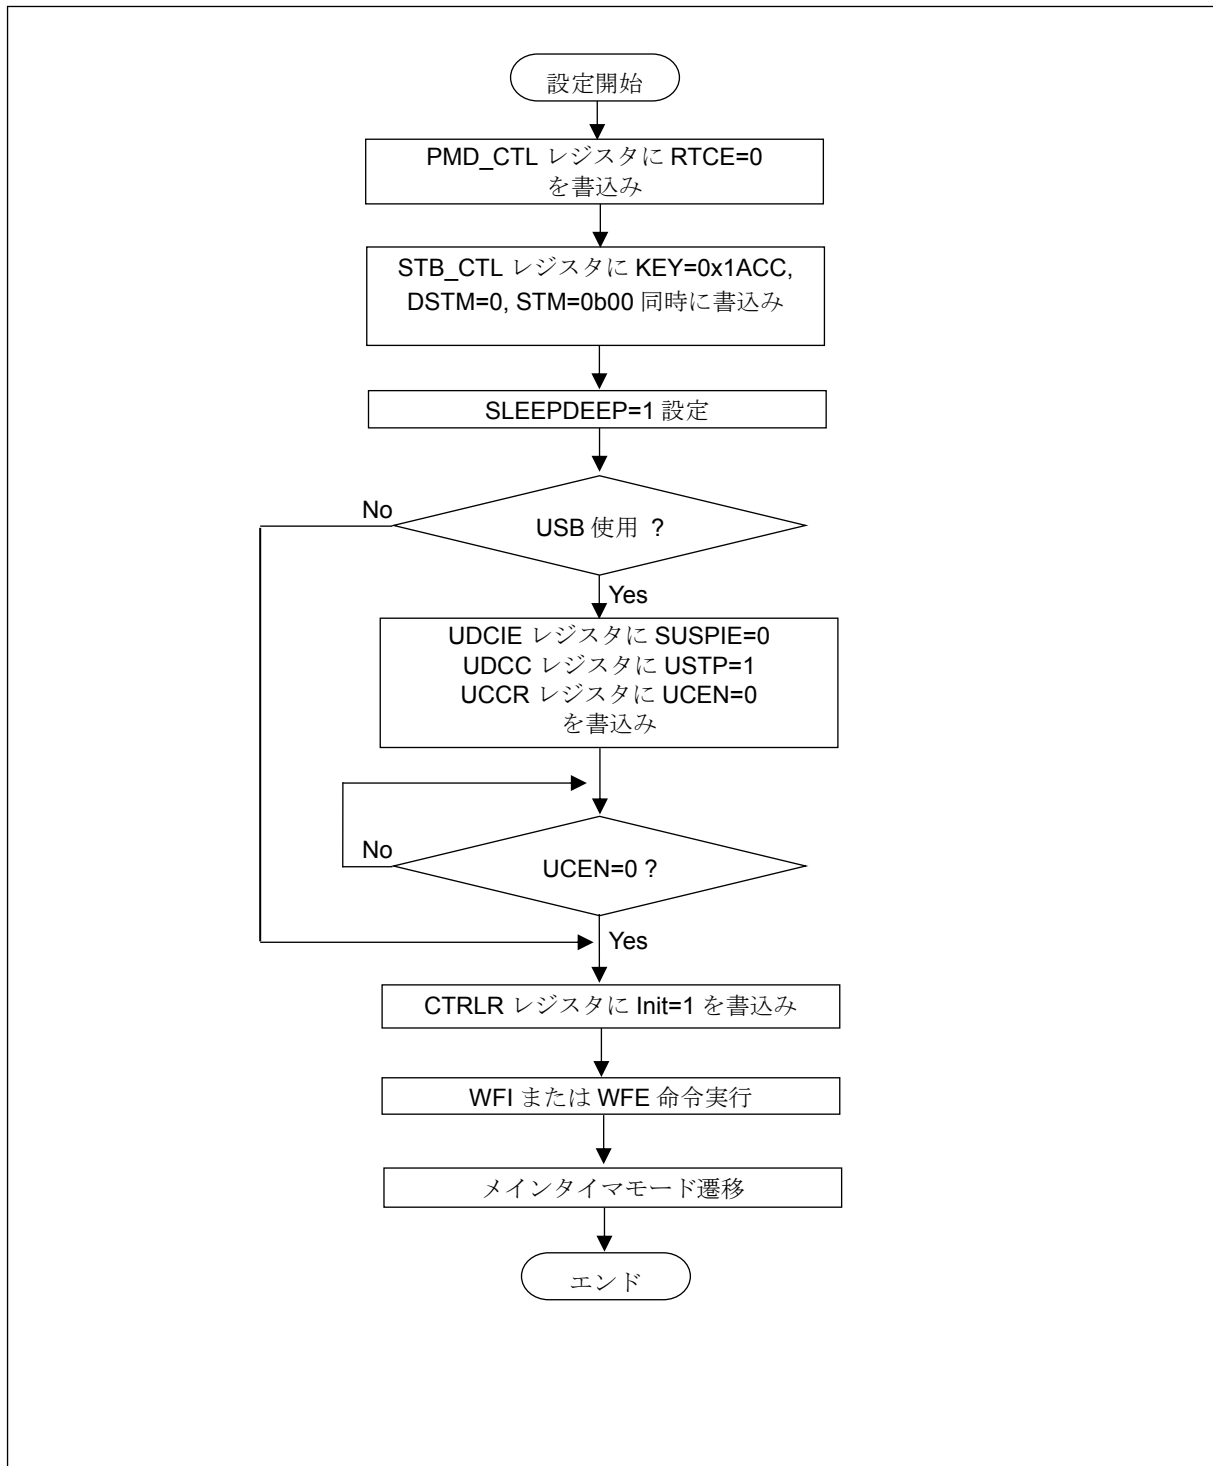 設定開始
PMD_CTL レジスタに RTCE=0
を書込み
STB_CTL レジスタに KEY=0x1ACC,
DSTM=0, STM=0b00 同時に書込み
SLEEPDEEP=1 設定
No
USB 使用 ?
Yes
UDCIE レジスタに SUSPIE=0
UDCC レジスタに USTP=1
UCCR レジスタに UCEN=0
を書込み
No
UCEN=0 ?
Yes
CTRLR レジスタに Init=1 を書込み
WFI または WFE 命令実行
メインタイマモード遷移
エンド